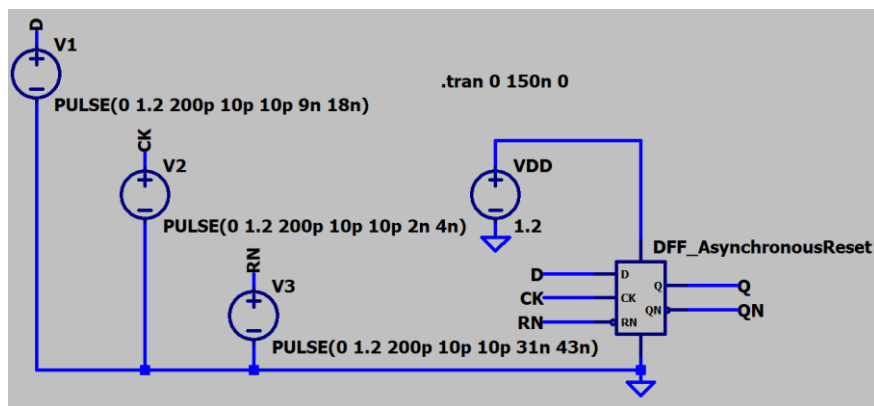 D
V1
PULSE(0 1.2 200p 10p 10p 9n 18n)
.tran 0 150n 0
CK
V2
PULSE(0 1.2 200p 10p 10p 2n 4n)
VDD
1.2
RN
V3
PULSE(0 1.2 200p 10p 10p 31n 43n)
DFF_AsynchronousReset
D
D
Q
Q
CK
CK
QN
QN
RN
RN